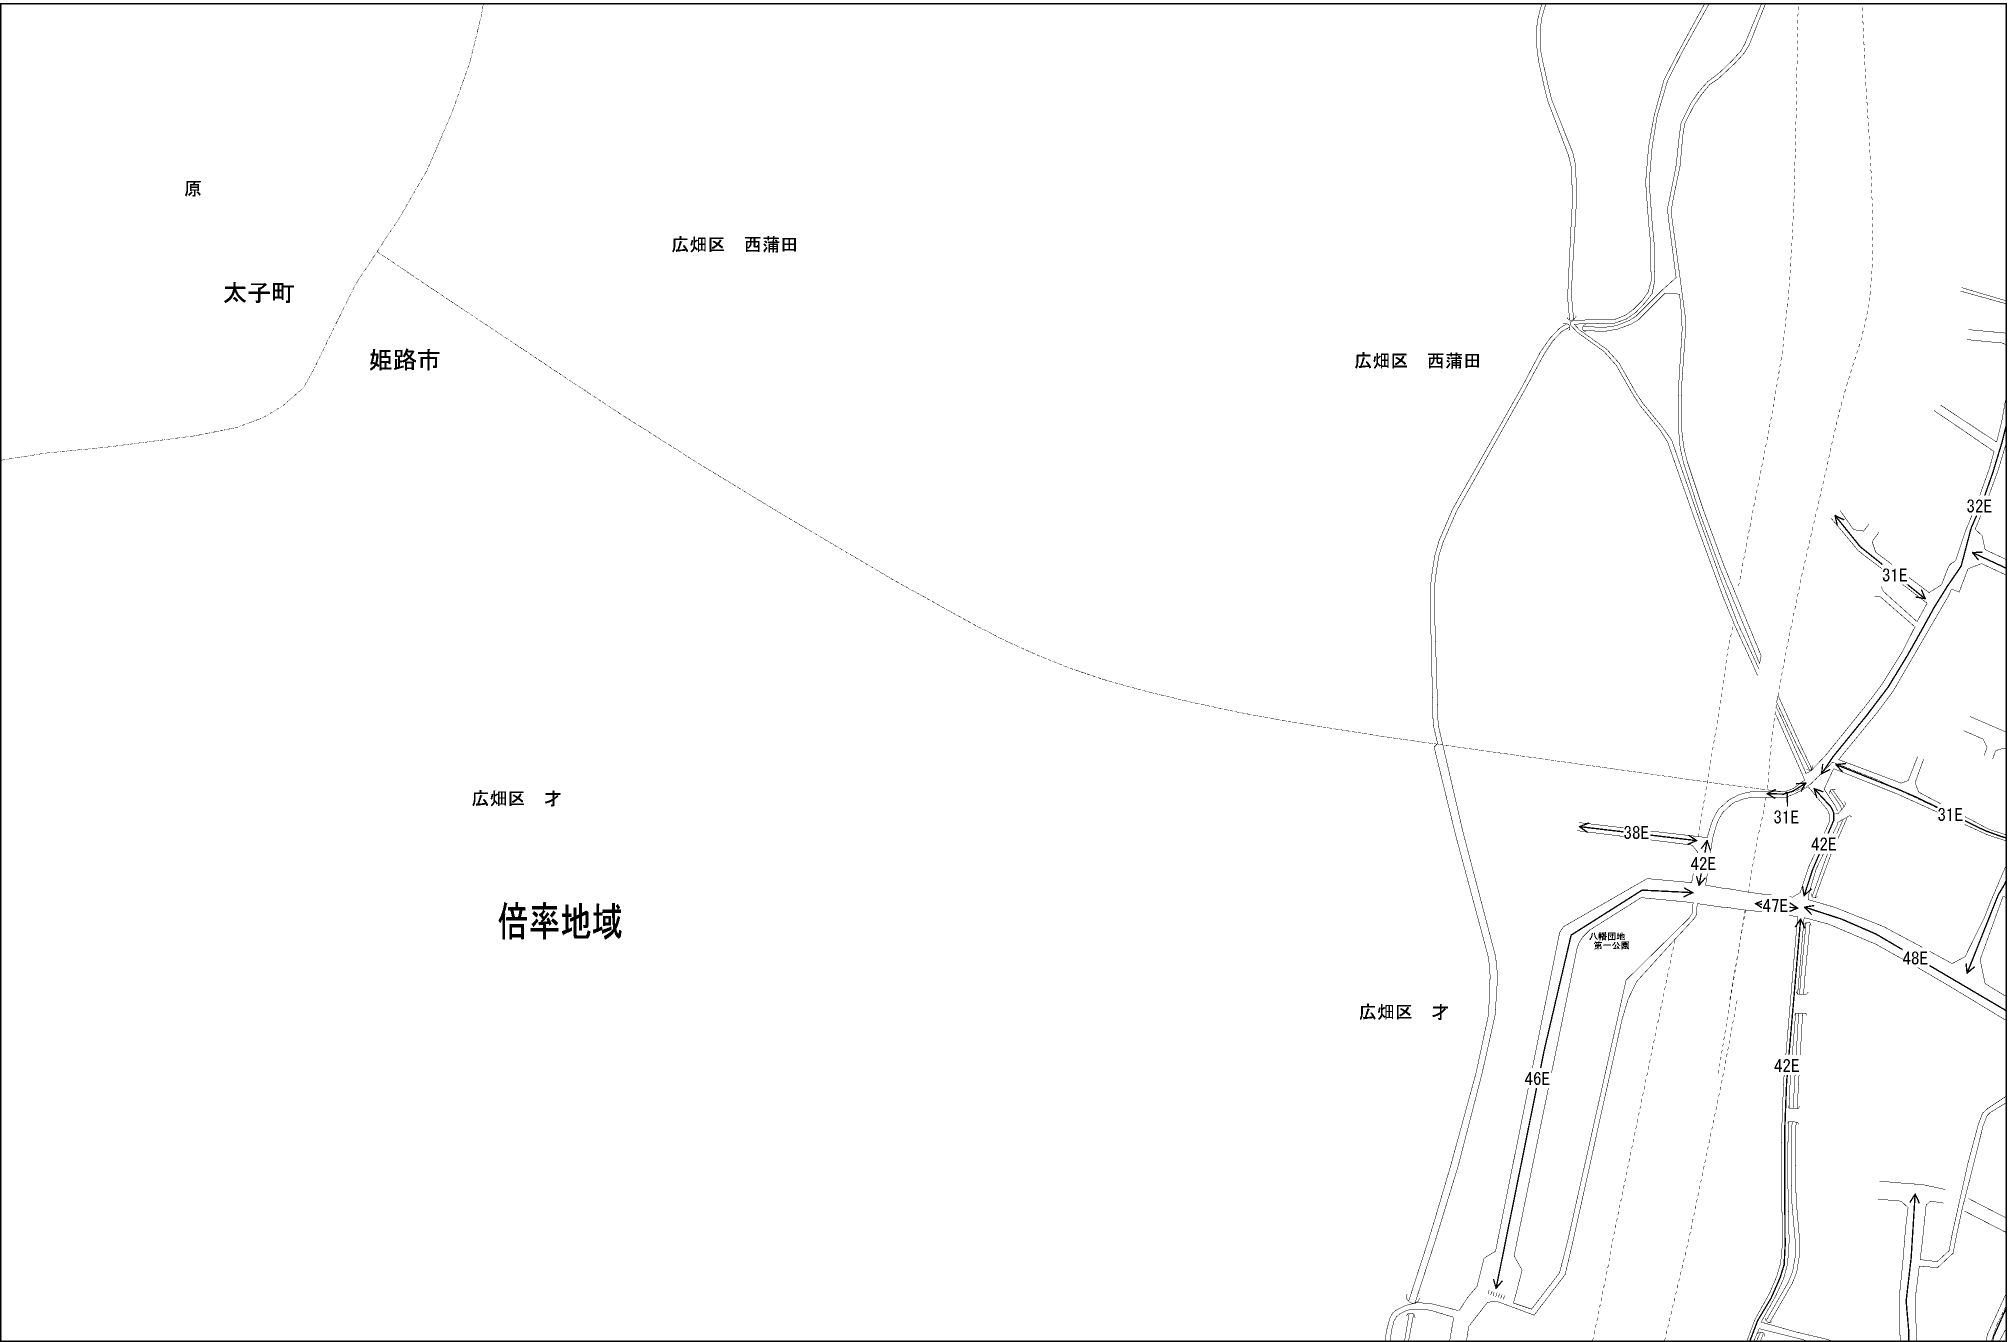 原
広畑区　西蒲田
太子町
姫路市
広畑区　西蒲田
32E
31E
広畑区　才
31E
31E
38E
42E
42E
倍率地域
47E
八幡団地
第一公園
48E
広畑区　才
42E
46E